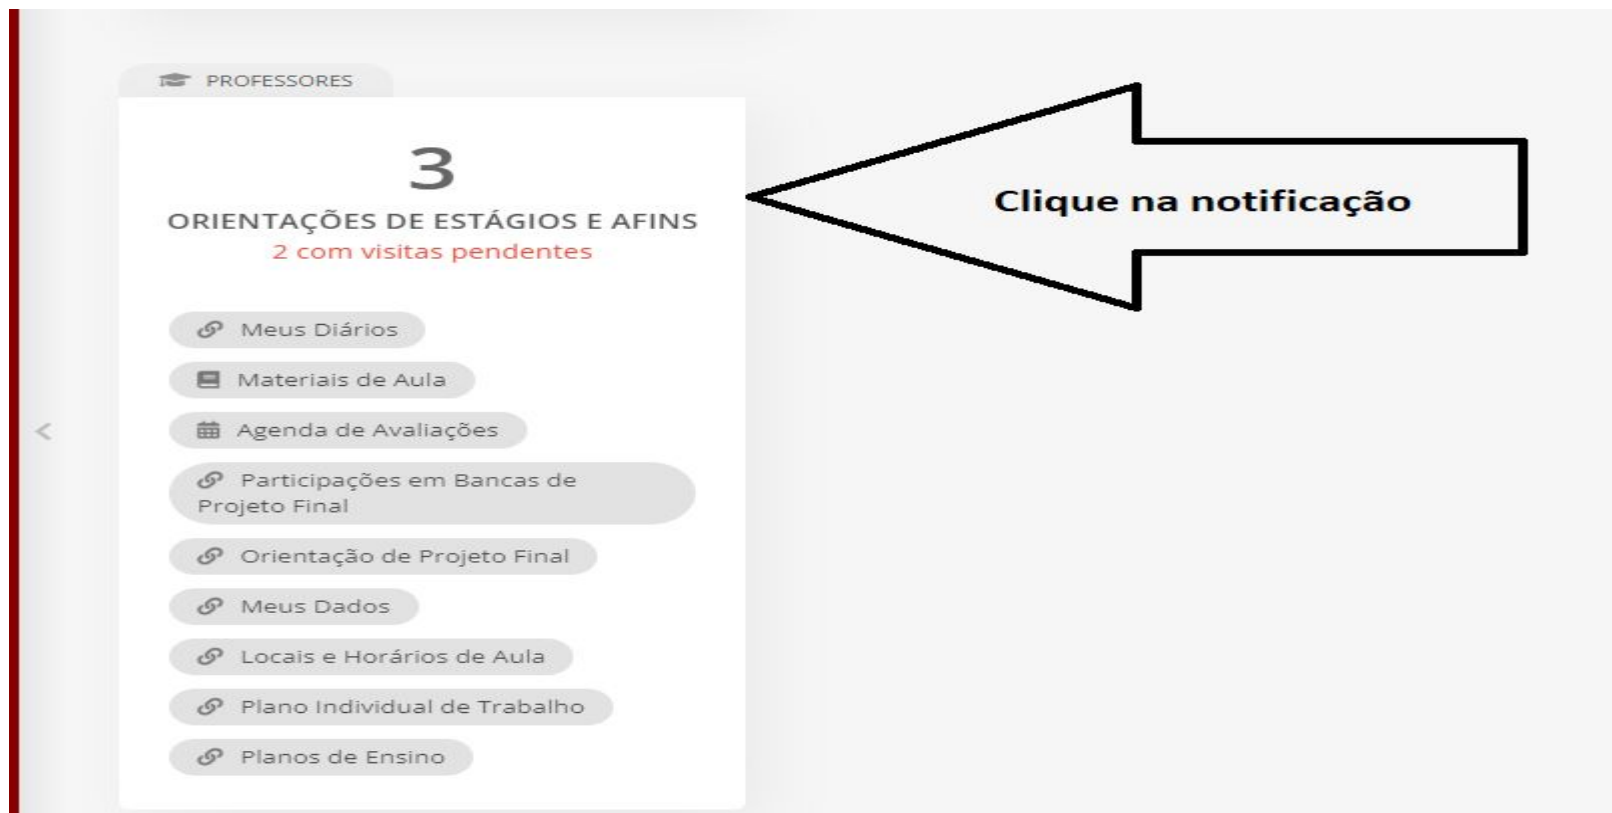 PROFESSORES
3
ORIENTAÇÕES DE ESTÁGIOS E AFINS
2 com visitas pendentes
Clique na notificação
Meus Diários
Materiais de Aula
Agenda de Avaliações
Participações em Bancas de
Projeto Final
Orientação de Projeto Final
Meus Dados
Locais e Horários de Aula
Plano Individual de Trabalho
Planos de Ensino